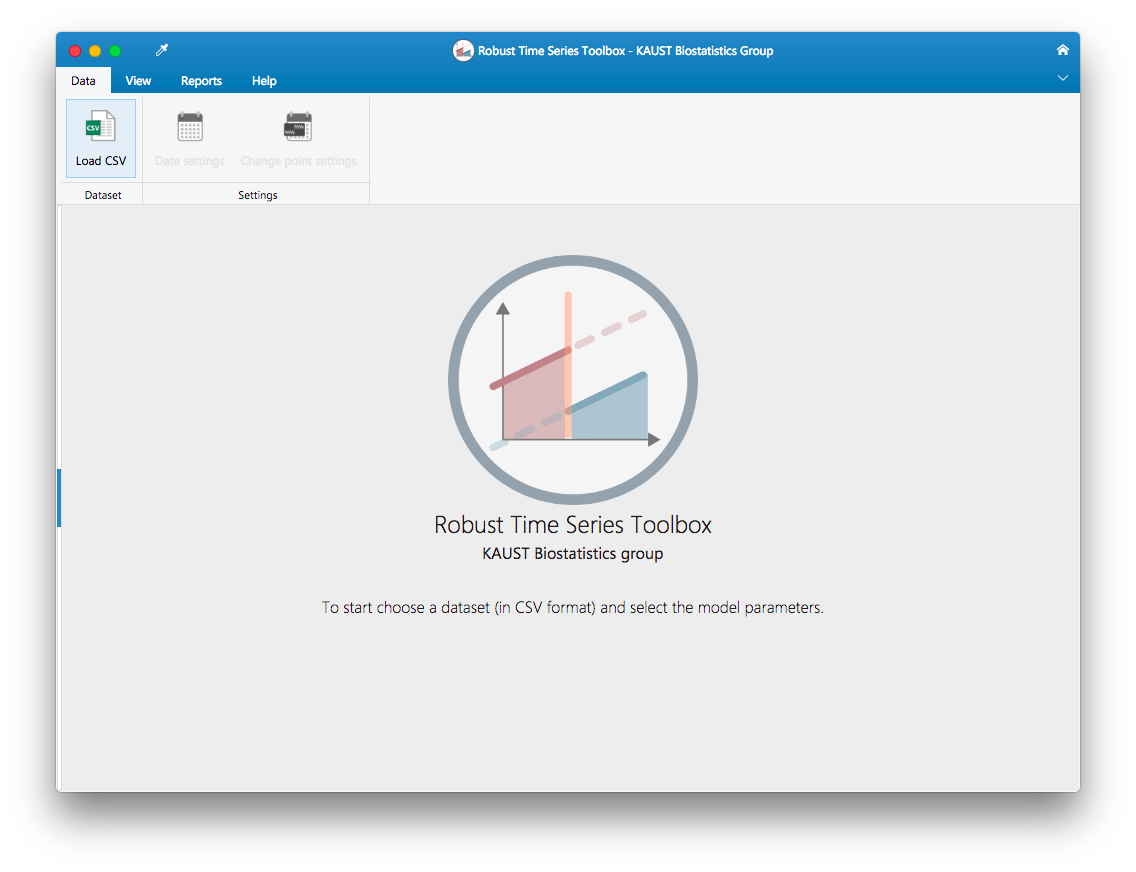 Robust Time Series Toolbox - KAUST Biostatistics Group
Data View Reports Help
CSV
Load CSV Date settings Change point settings
Dataset Settings
Robust Time Series Toolbox
KAUST Biostatistics group
To start choose a dataset (in CSV format) and select the model parameters.